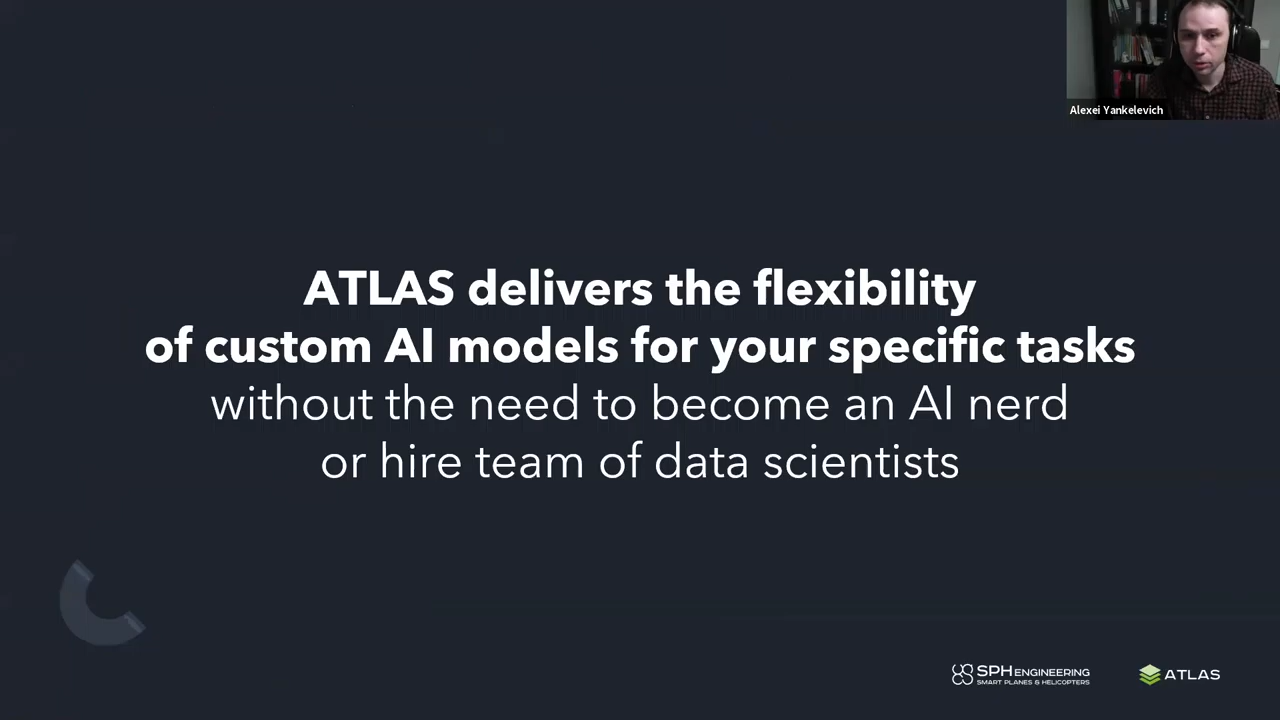 Alexei Yankelevich
ATLAS delivers the flexibility
of custom AI models for your specific tasks
without the need to become an AI nerd
or hire team of data scientists
SPH ENGINEERING
SMART PLANES & HELICOPTERS
ATLAS